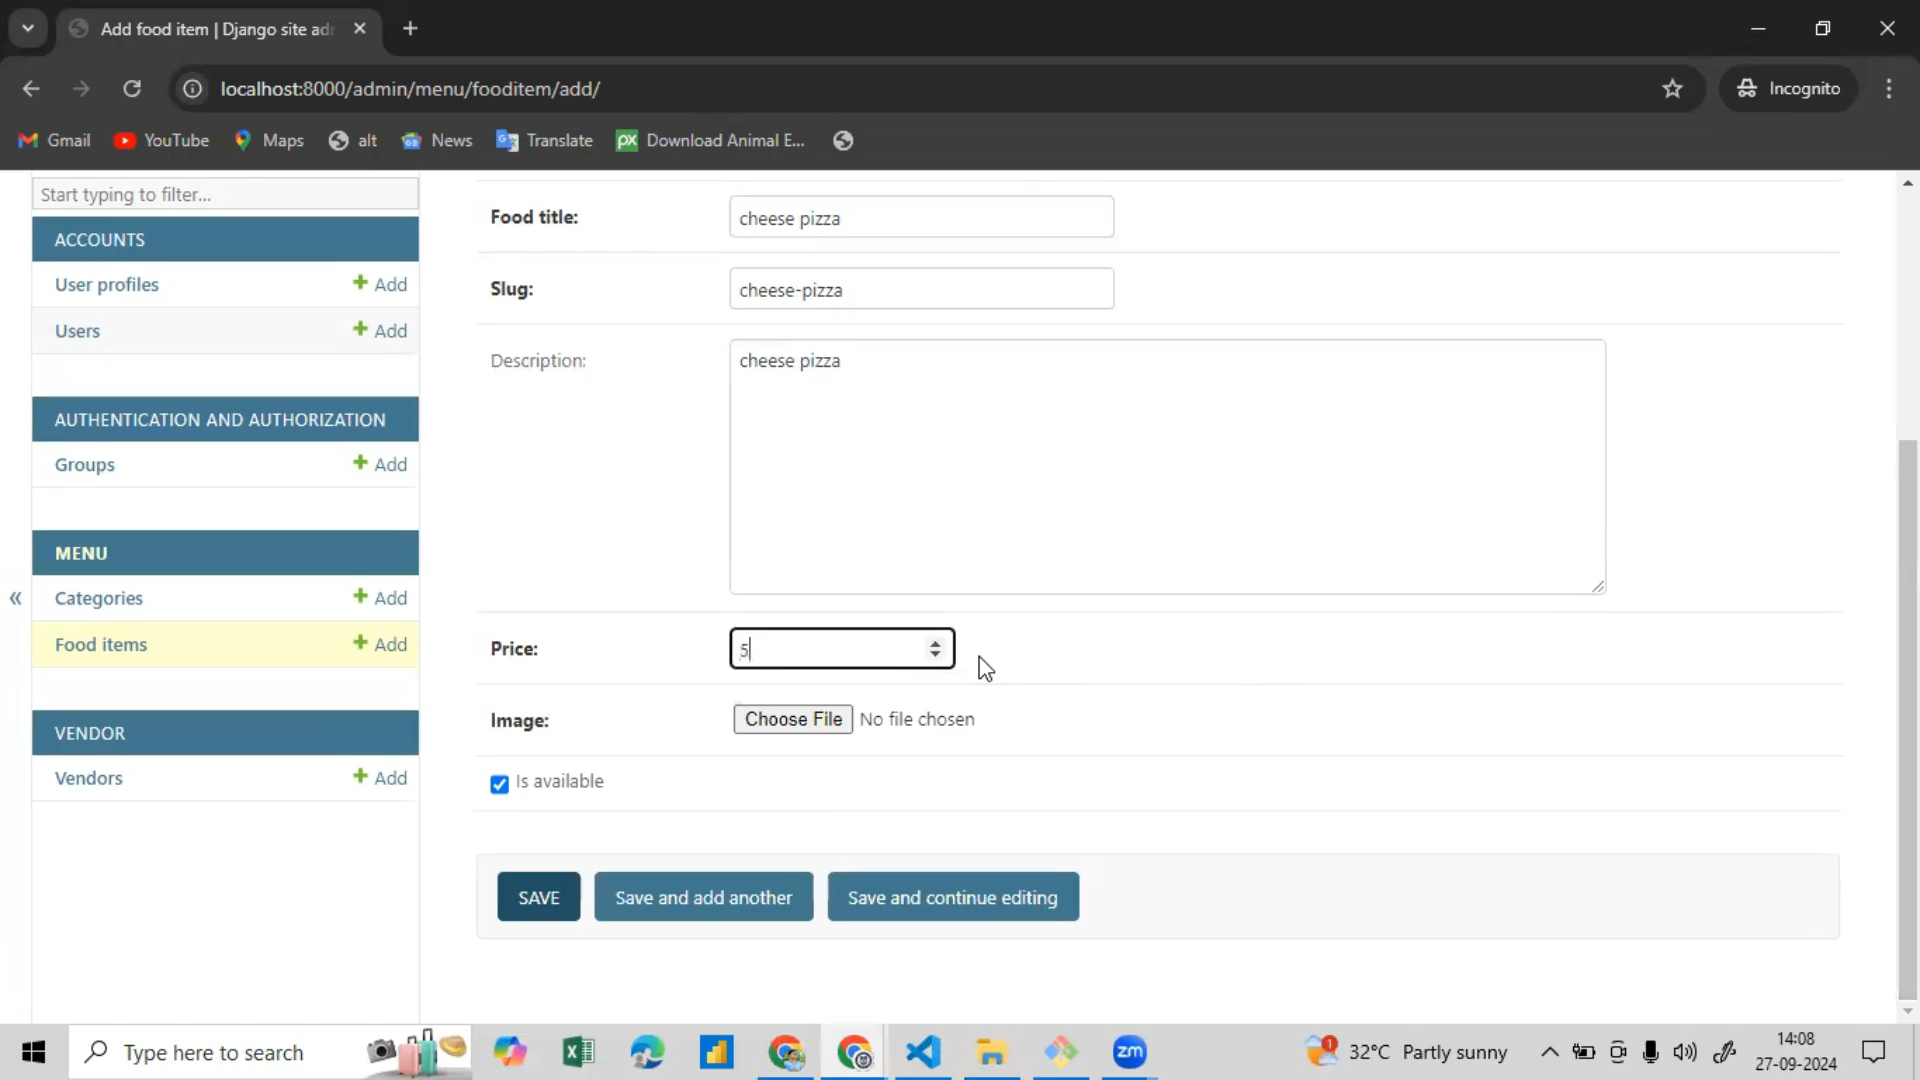 Add food item | Django site adr
localhost:8000/admin/menu/fooditem/add/
Incognito
Gmail
YouTube
Maps
alt
News
Translate
Download Animal E...
Start typing to filter...
ACCOUNTS
User profiles
Add
Users
Add
AUTHENTICATION AND AUTHORIZATION
Groups
Add
MENU
Categories
Add
«
Food items
Add
VENDOR
Vendors
Add
Food title:
cheese pizza
Slug:
cheese-pizza
Description:
cheese pizza
Price:
5
Image:
Choose File No file chosen
Is available
SAVE
Save and add another
Save and continue editing
Type here to search
zm
1
32°C Partly sunny
14:08
27-09-2024